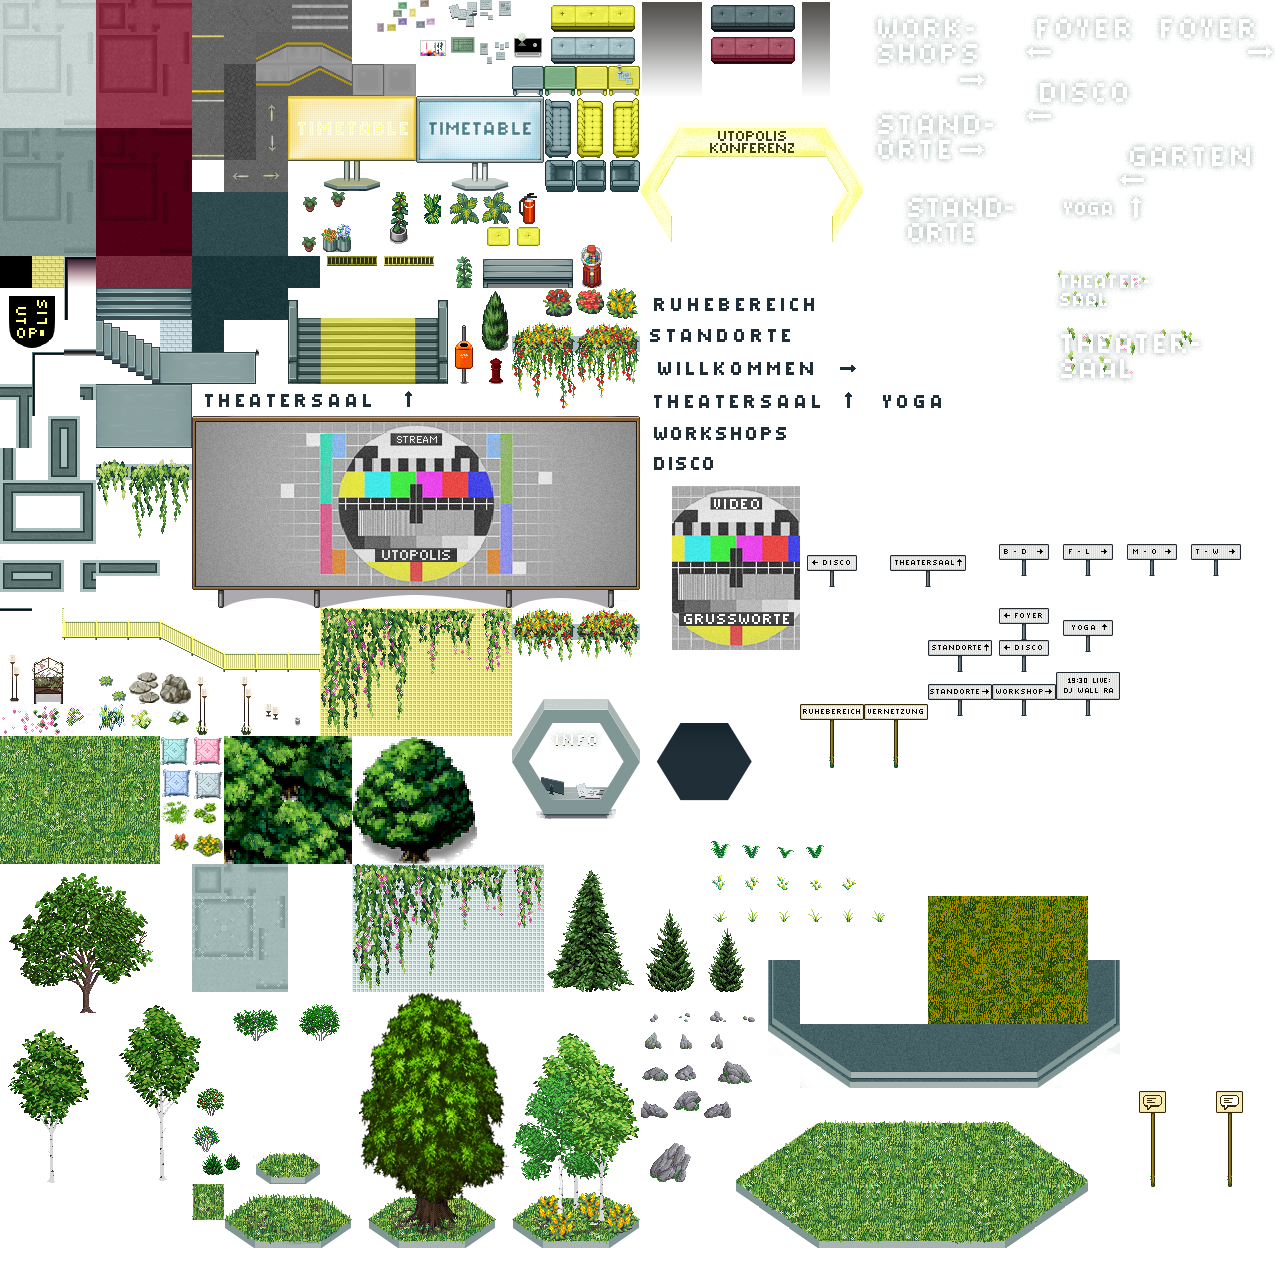 WORK-
SHOPS
→
FOYER
←
FOYER
→
DISCO
←
TIMETABLE
TIMETABLE
UTOPOLIS
KONFERENZ
STAND-
ORTE →
GARTEN
←
STAND-
ORTE
YOGA ↑
THEATER-
SAAL
UTOPOLIS
RUHEBEREICH
STANDORTE
THEATER-
SAAL
WILLKOMMEN →
THEATERSAAL ↑
THEATERSAAL ↑ YOGA
WORKSHOPS
DISCO
STREAM
UTOPOLIS
VIDEO
GRUSSWORTE
← DISCO
THEATERSAAL ↑
B - D →
F - L →
M - O →
T - W →
← FOYER
YOGA ↑
STANDORTE ↑
← DISCO
STANDORTE →
WORKSHOP →
19:30 LIVE:
DJ WALL RA
RUHEBEREICH
VERNETZUNG
INFO